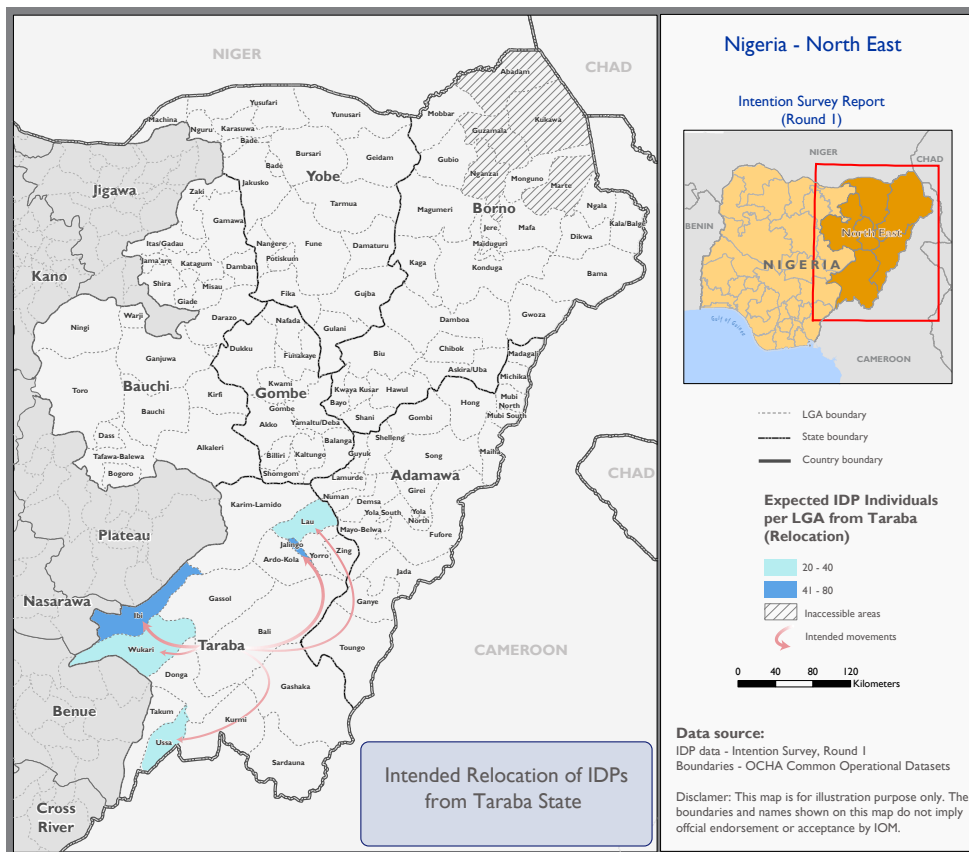 NIGER
CHAD
Abadam
Yusufari
Yunusari
Mobbar
Machina
Nguru
Karasuwa
Bade
Guzamala
Kukawa
Bursari
Geidam
Gubio
Jigawa
Bade
Yobe
Nganzai
Monguno
Marte
Zaki
Jakusko
Tarmua
Magumeri
Borno
Ngala
Gamawa
Jere
Mafa
Kala/Balge
Itas/Gadau
Nangere
Fune
Damaturu
Maiduguri
Dikwa
Jama'are
Katagum
Damban
Potiskum
Kaga
Konduga
Bama
Kano
Shira
Misau
Giade
Fika
Gujba
Darazo
Nafada
Gulani
Damboa
Gwoza
Ningi
Warji
Dukku
Funakaye
Biu
Chibok
Madagali
Ganjuwa
Askira/Uba
Michika
Toro
Bauchi
Kirfi
Kwami
Gombe
Kwaya Kusar
Hawul
Bayo
Mubi
North
Mubi South
Hong
Bauchi
Gombe
Akko
Yamaltu/Deba
Shani
Gombi
Dass
Alkaleri
Balanga
Shelleng
Tafawa-Balewa
Billiri
Kaltungo
Guyuk
Song
Maiha
Bogoro
Shomgom
Lamurde
Adamawa
Karim-Lamido
Numan
Demsa
Girei
Yola South
Yola
North
Lau
Mayo-Belwa
Fufore
CHAD
Plateau
Jalingo
Yorro
Zing
Ardo-Kola
Jada
Nasarawa
Gassol
Ganye
Ibi
Bali
Wukari
Taraba
Toungo
CAMEROON
Donga
Gashaka
Benue
Takum
Kurmi
Ussa
Sardauna
Cross
River
Intended Relocation of IDPs
from Taraba State
Nigeria - North East
Intention Survey Report
(Round 1)
NIGER
CHAD
BENIN
North East
NIGERIA
Gulf of Guinea
CAMEROON
LGA boundary
State boundary
Country boundary
Expected IDP Individuals
per LGA from Taraba
(Relocation)
20 - 40
41 - 80
Inaccessible areas
Intended movements
0 40 80 120
Kilometers
Data source:
IDP data - Intention Survey, Round 1
Boundaries - OCHA Common Operational Datasets
Disclamer: This map is for illustration purpose only. The
boundaries and names shown on this map do not imply
offcial endorsement or acceptance by IOM.